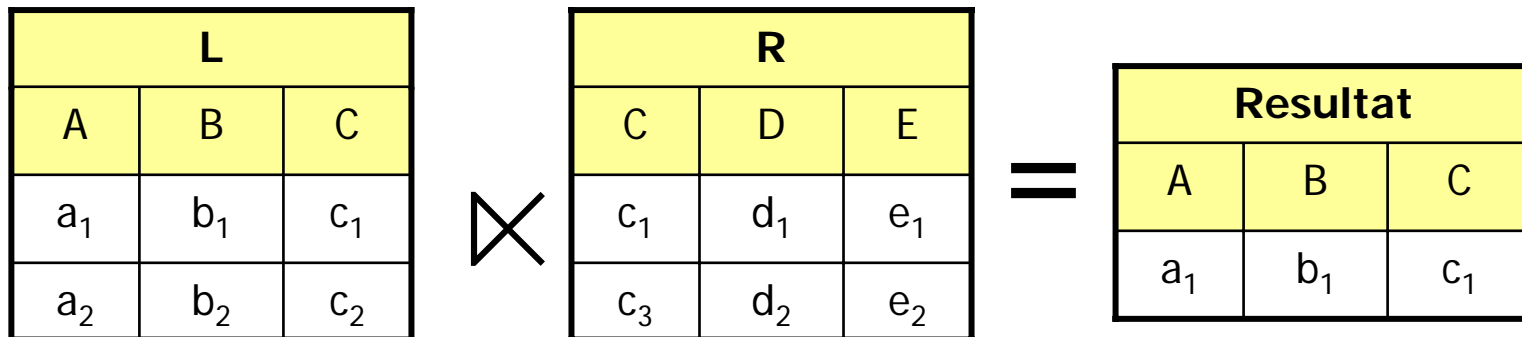 L
A B C
a₁ b₁ c₁
a₂ b₂ c₂
⋉
R
C D E
c₁ d₁ e₁
c₃ d₂ e₂
=
Resultat
A B C
a₁ b₁ c₁